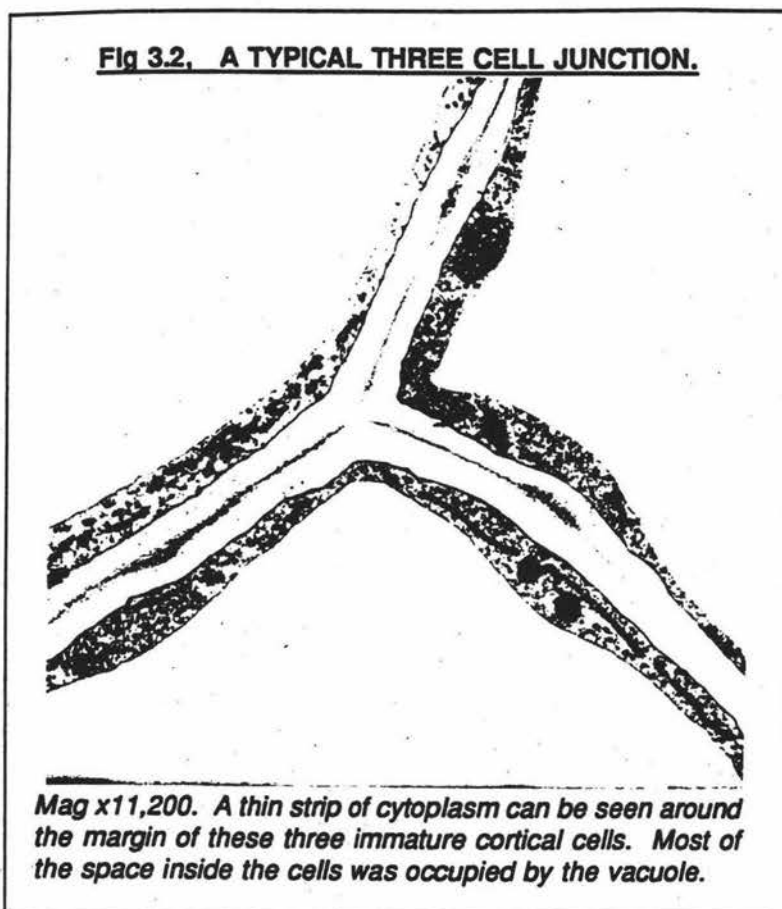 Fig 3.2, A TYPICAL THREE CELL JUNCTION.
Mag x11,200. A thin strip of cytoplasm can be seen around
the margin of these three immature cortical cells. Most of
the space inside the cells was occupied by the vacuole.